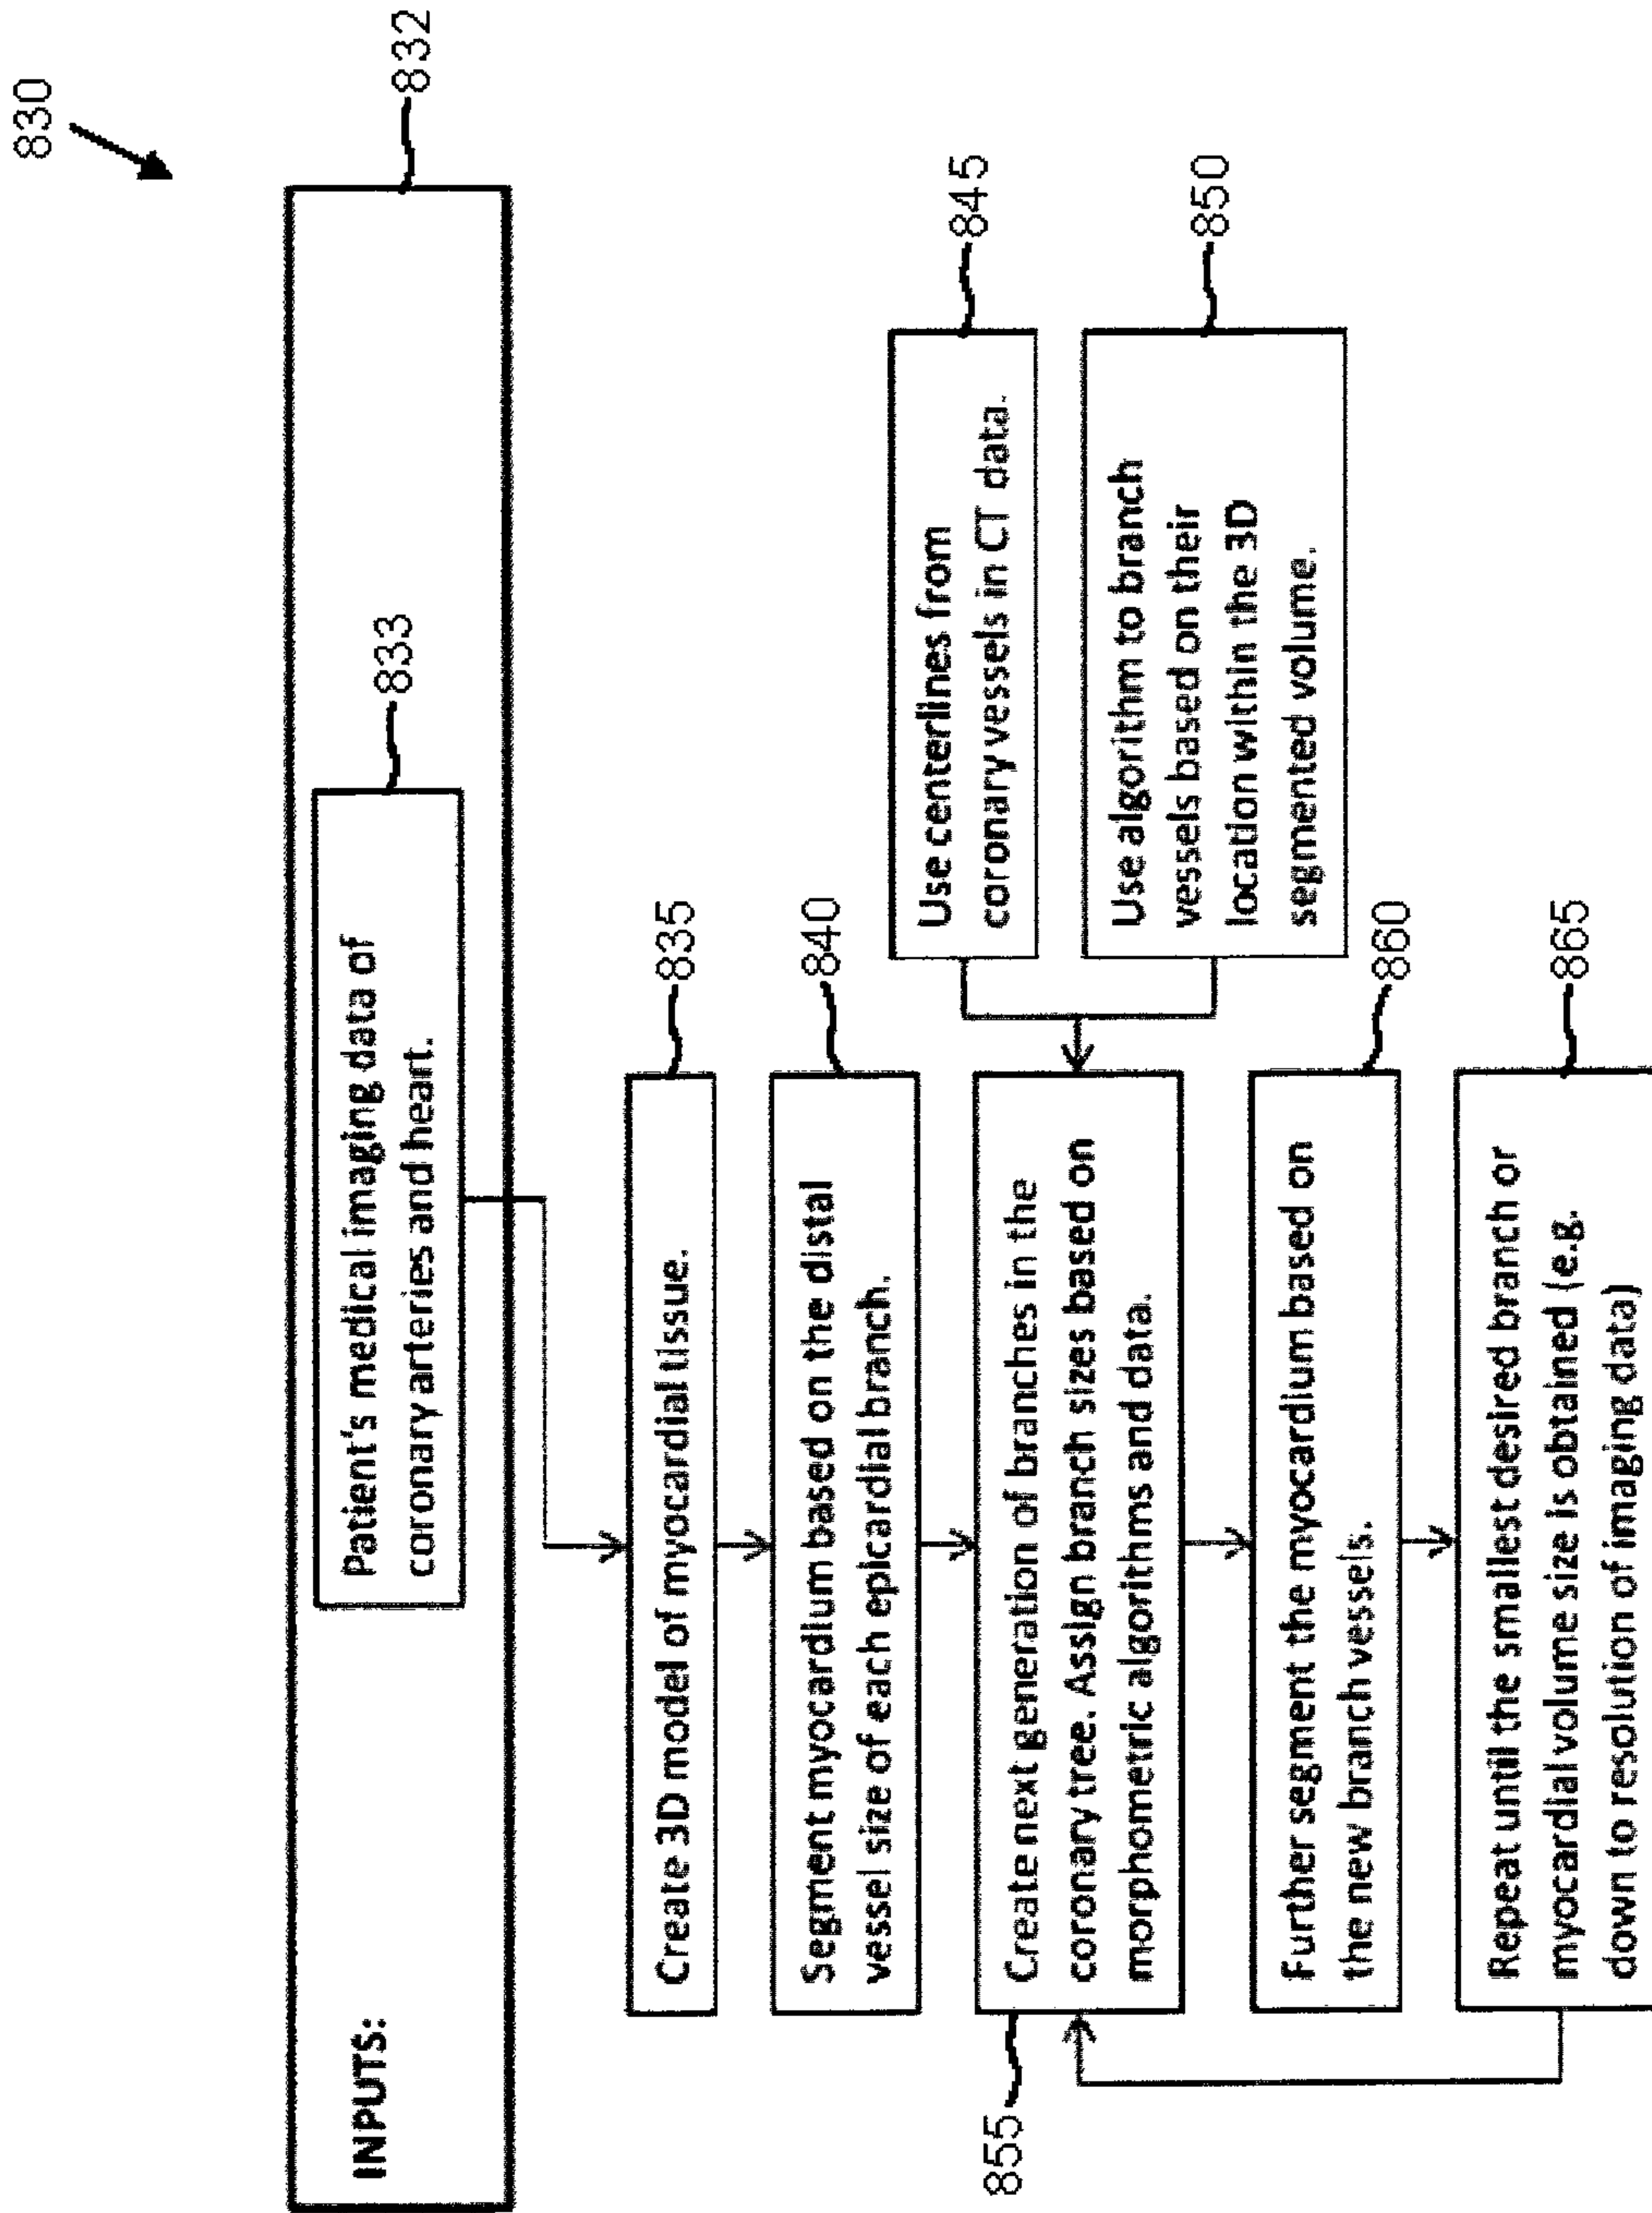 830
832
INPUTS:
833
Patient's medical imaging data of
coronary arteries and heart.
835
Create 3D model of myocardial tissue.
840
Segment myocardium based on the distal
vessel size of each epicardial branch.
845
Use centerlines from
coronary vessels in CT data.
850
Use algorithm to branch
vessels based on their
location within the 3D
segmented volume.
855
Create next generation of branches in the
coronary tree. Assign branch sizes based on
morphometric algorithms and data.
860
Further segment the myocardium based on
the new branch vessels.
865
Repeat until the smallest desired branch or
myocardial volume size is obtained (e.g.
down to resolution of imaging data)